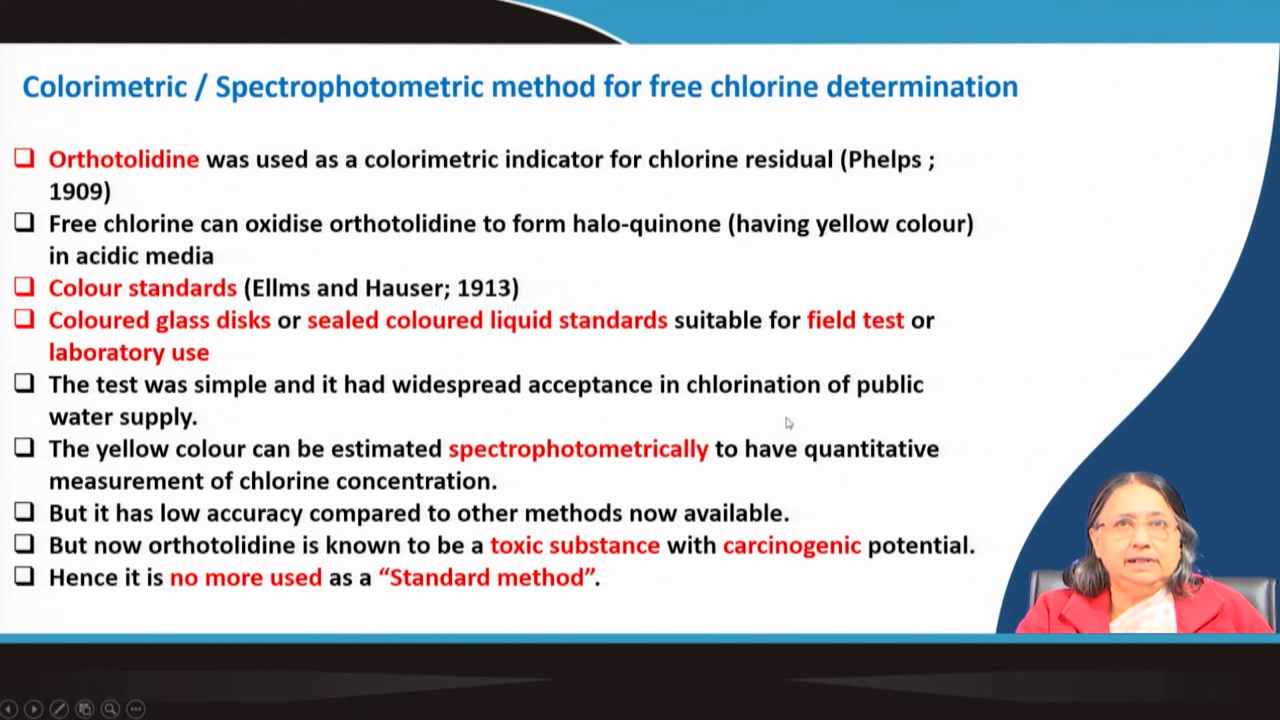 Colorimetric / Spectrophotometric method for free chlorine determination
Orthotolidine was used as a colorimetric indicator for chlorine residual (Phelps ;
1909)
Free chlorine can oxidise orthotolidine to form halo-quinone (having yellow colour)
in acidic media
Colour standards (Ellms and Hauser; 1913)
Coloured glass disks or sealed coloured liquid standards suitable for field test or
laboratory use
The test was simple and it had widespread acceptance in chlorination of public
water supply.
The yellow colour can be estimated spectrophotometrically to have quantitative
measurement of chlorine concentration.
But it has low accuracy compared to other methods now available.
But now orthotolidine is known to be a toxic substance with carcinogenic potential.
Hence it is no more used as a “Standard method”.